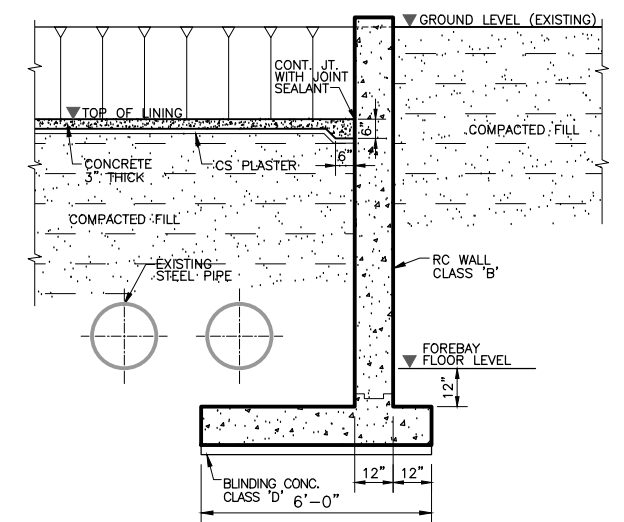 GROUND LEVEL (EXISTING)
CONT. JT.
WITH JOINT
SEALANT
TOP OF LINING
6"
COMPACTED FILL
CONCRETE
3" THICK
CS PLASTER
6"
COMPACTED FILL
EXISTING
STEEL PIPE
RC WALL
CLASS 'B'
FOREBAY
FLOOR LEVEL
12"
BLINDING CONC.
CLASS 'D'
12"
12"
6'-0"